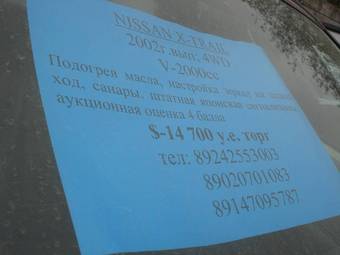 NISSAN X-TRAIL
2002г.вып; 4WD
V-2000cc
Подогрев масла, настройка зеркал на задний
ход, санары, штатная японская сигнализация
аукционная оценка 4 балла
$-14 700 у.е. торг
тел: 89242553003
89020701083
89147095787